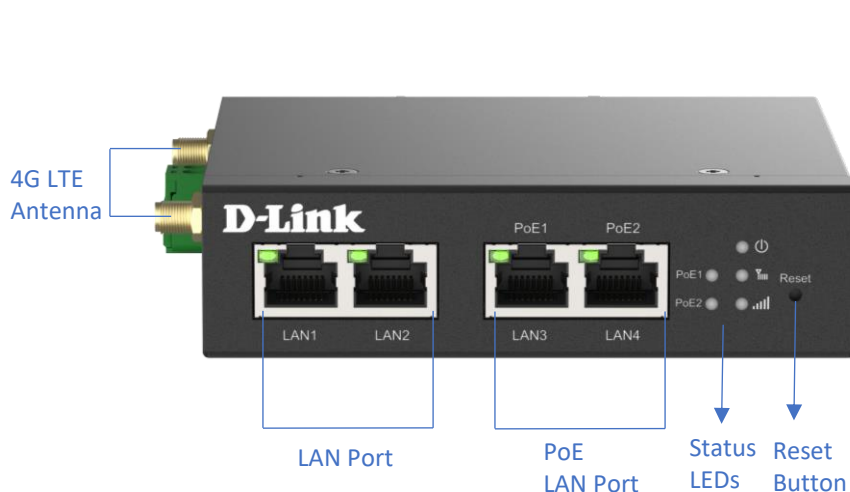 4G LTE
Antenna
D-Link
PoE1
PoE2
PoE1
Reset
PoE2
LAN1
LAN2
LAN3
LAN4
LAN Port
PoE
LAN Port
Status
LEDs
Reset
Button